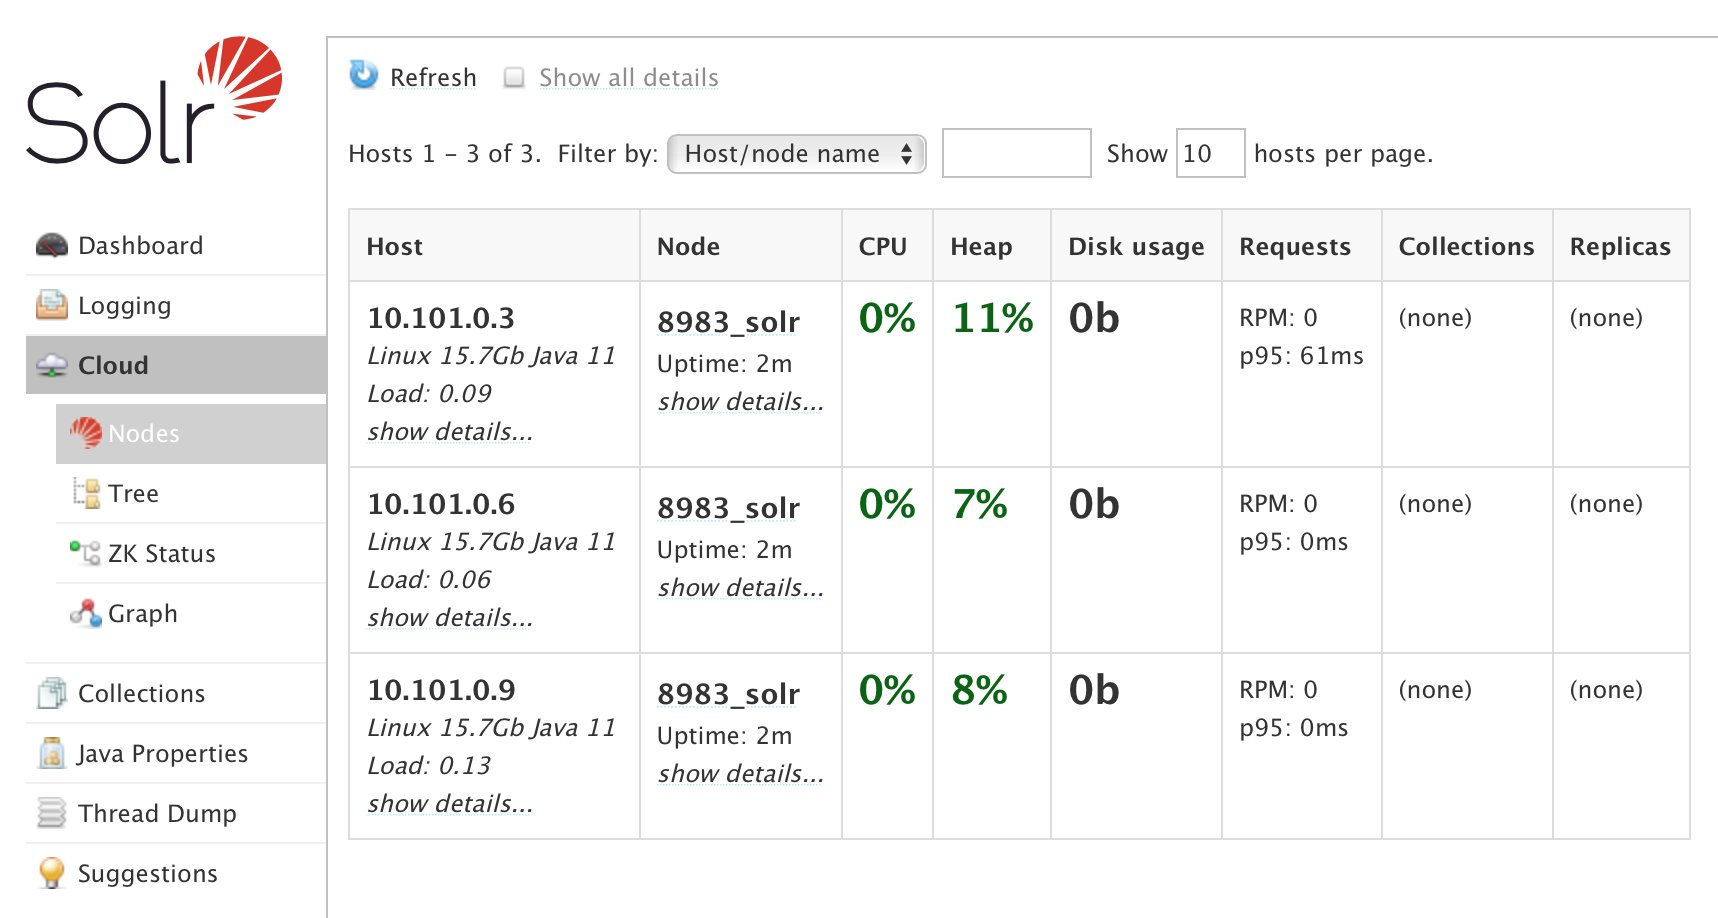 Solr
Dashboard
Logging
Cloud
Nodes
Tree
ZK Status
Graph
Collections
Java Properties
Thread Dump
Suggestions
Refresh Show all details
Hosts 1 – 3 of 3. Filter by: Host/node name Show 10 hosts per page.
Host Node CPU Heap Disk usage Requests Collections Replicas
10.101.0.3 8983_solr 0% 11% 0b RPM: 0 (none) (none)
Linux 15.7Gb Java 11 Uptime: 2m p95: 61ms
Load: 0.09 show details...
show details...
10.101.0.6 8983_solr 0% 7% 0b RPM: 0 (none) (none)
Linux 15.7Gb Java 11 Uptime: 2m p95: 0ms
Load: 0.06 show details...
show details...
10.101.0.9 8983_solr 0% 8% 0b RPM: 0 (none) (none)
Linux 15.7Gb Java 11 Uptime: 2m p95: 0ms
Load: 0.13 show details...
show details...